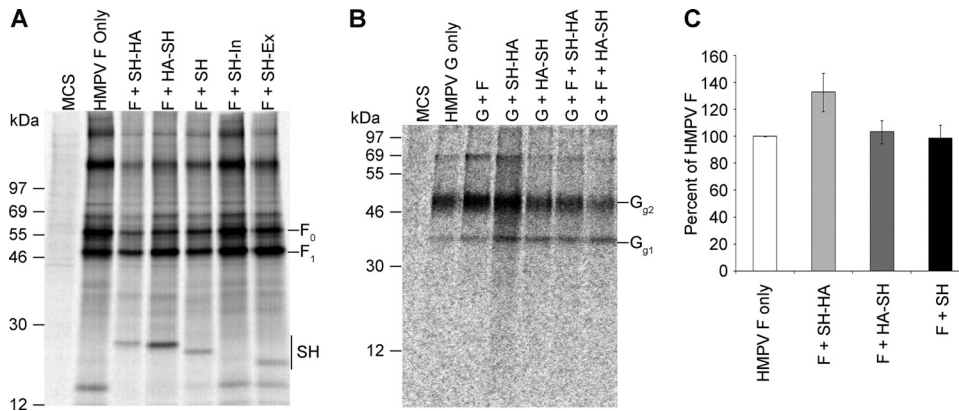 A
MCS
HMPV F Only
F + SH-HA
F + HA-SH
F + SH
F + SH-In
F + SH-Ex
kDa
97
69
55
46
30
12
F0
F1
SH
B
MCS
HMPV G only
G + F
G + SH-HA
G + HA-SH
G + F + SH-HA
G + F + HA-SH
kDa
97
69
55
46
30
12
Gg2
Gg1
C
Percent of HMPV F
160
140
120
100
80
60
40
20
0
HMPV F only
F + SH-HA
F + HA-SH
F + SH